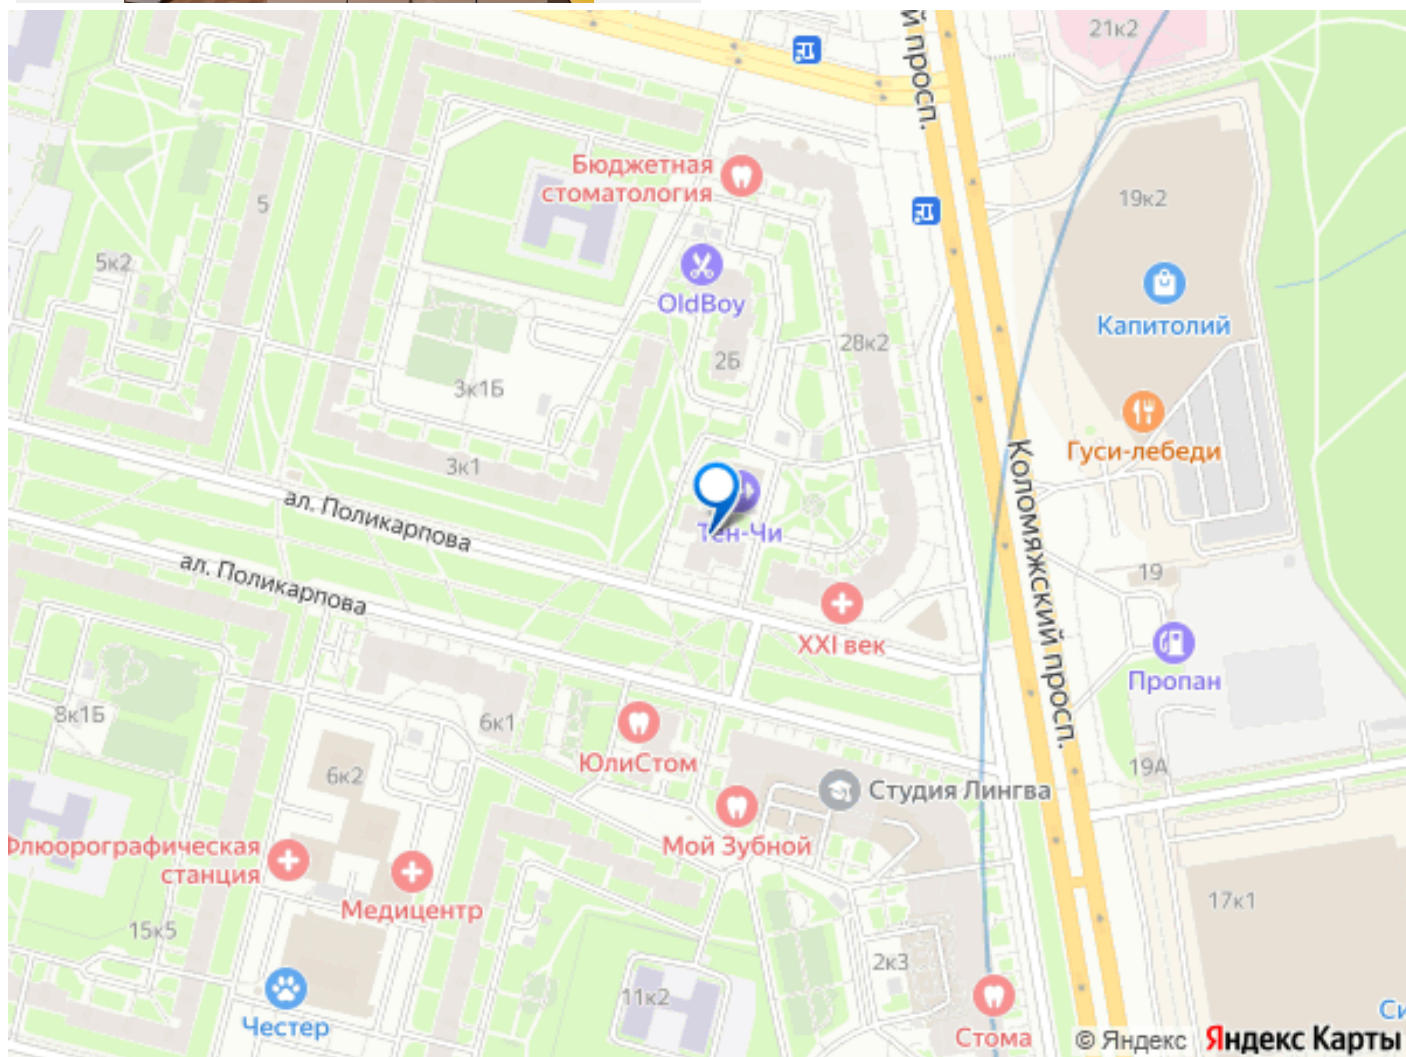 21к2
й просп.
Бюджетная
стоматология
19к2
5
5к2
OldBoy
Капитолий
28к2
2Б
3к1Б
Гуси-лебеди
3к1
ал. Поликарпова
Тен-Чи
Коломяжский просп.
ал. Поликарпова
19
XXI век
Пропан
8к1Б
6к1
ЮлиСтом
6к2
19А
Студия Лингва
Мой Зубной
Флюорографическая
станция
Медицентр
17к1
15к5
2к3
11к2
Честер
Стома
Си
© Яндекс Яндекс Карты